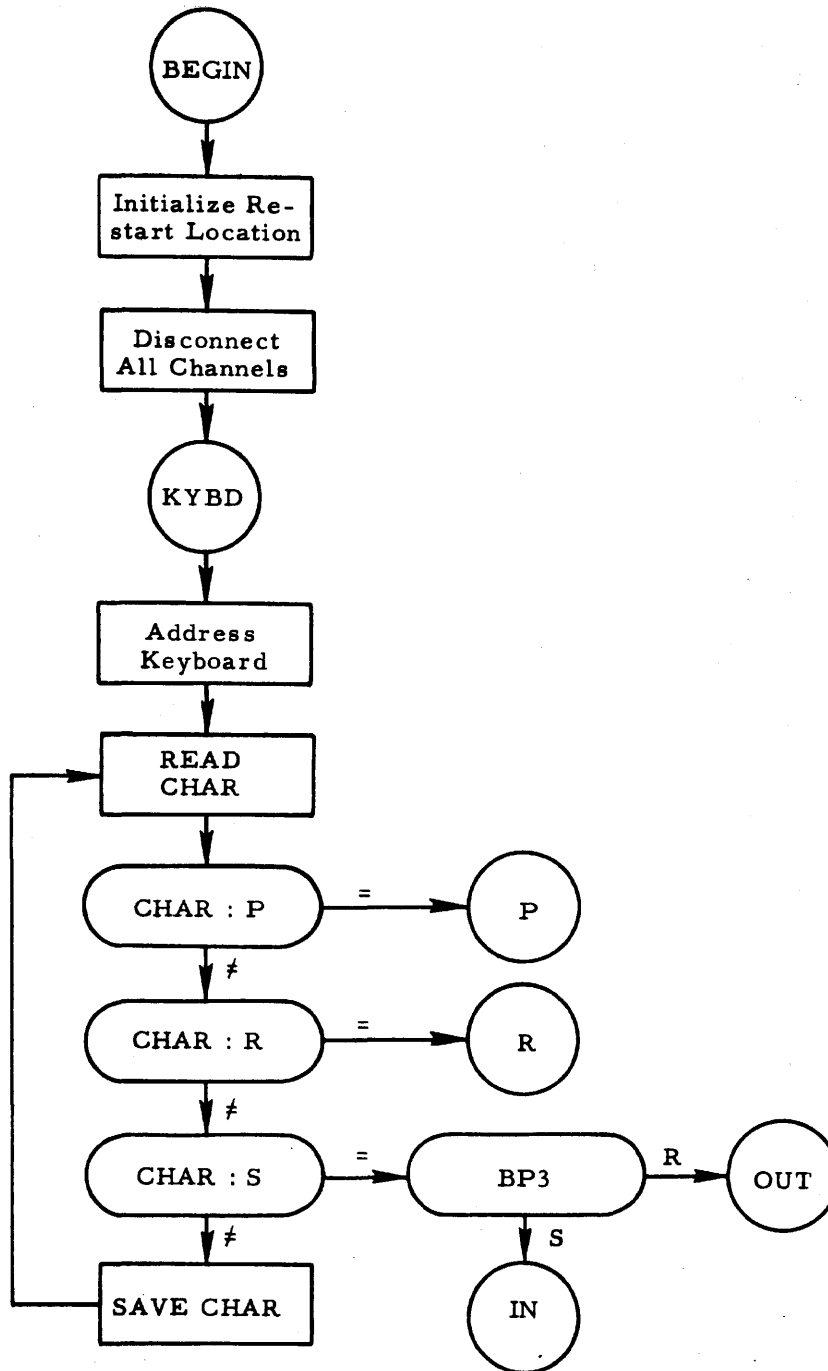 BEGIN
Initialize Re-
start Location
Disconnect
All Channels
KYBD
Address
Keyboard
READ
CHAR
CHAR : P
=
P
≠
CHAR : R
=
R
≠
CHAR : S
=
BP3
R
OUT
≠
S
SAVE CHAR
IN